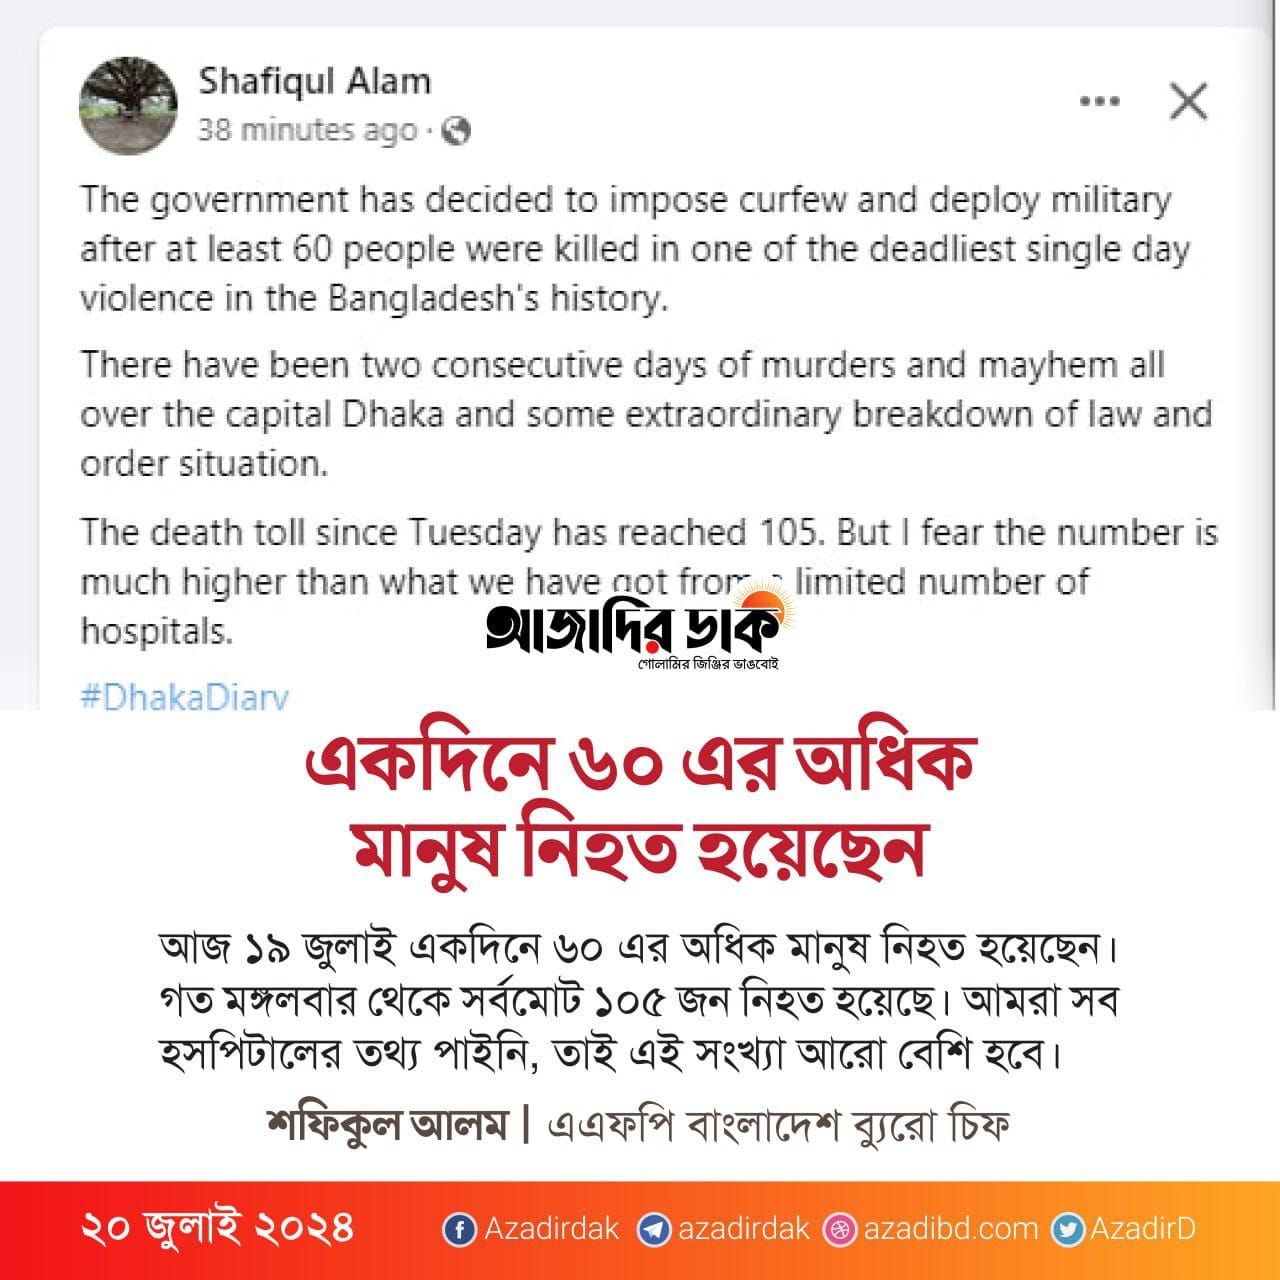 Shafiqul Alam
38 minutes ago ·
The government has decided to impose curfew and deploy military
after at least 60 people were killed in one of the deadliest single day
violence in the Bangladesh's history.
There have been two consecutive days of murders and mayhem all
over the capital Dhaka and some extraordinary breakdown of law and
order situation.
The death toll since Tuesday has reached 105. But I fear the number is
much higher than what we have got from a limited number of
hospitals.
আজাদির ডাক
গোলামির জিঞ্জির ভাঙবোই
#DhakaDiary
একদিনে ৬০ এর অধিক
মানুষ নিহত হয়েছেন
আজ ১৯ জুলাই একদিনে ৬০ এর অধিক মানুষ নিহত হয়েছেন।
গত মঙ্গলবার থেকে সর্বমোট ১০৫ জন নিহত হয়েছে। আমরা সব
হসপিটালের তথ্য পাইনি, তাই এই সংখ্যা আরো বেশি হবে।
শফিকুল আলম | এএফপি বাংলাদেশ ব্যুরো চিফ
২০ জুলাই ২০২৪ Azadirdak azadirdak azadibd.com AzadirD